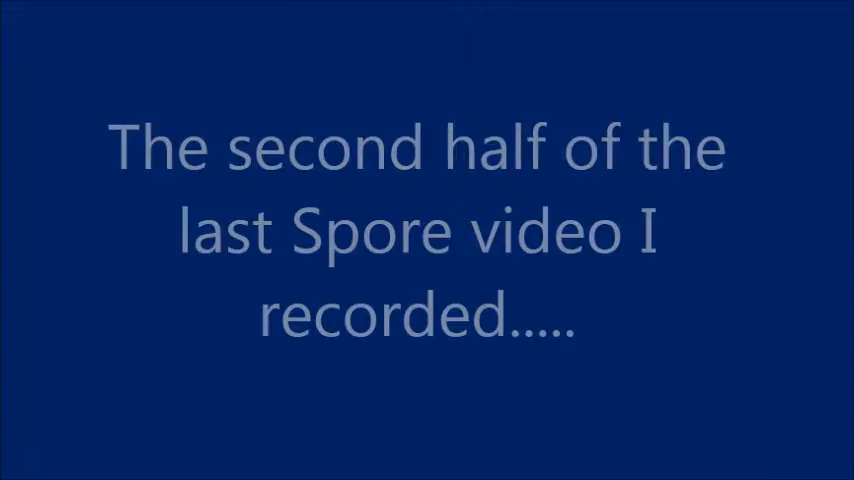 The second half of the
last Spore video I
recorded.....